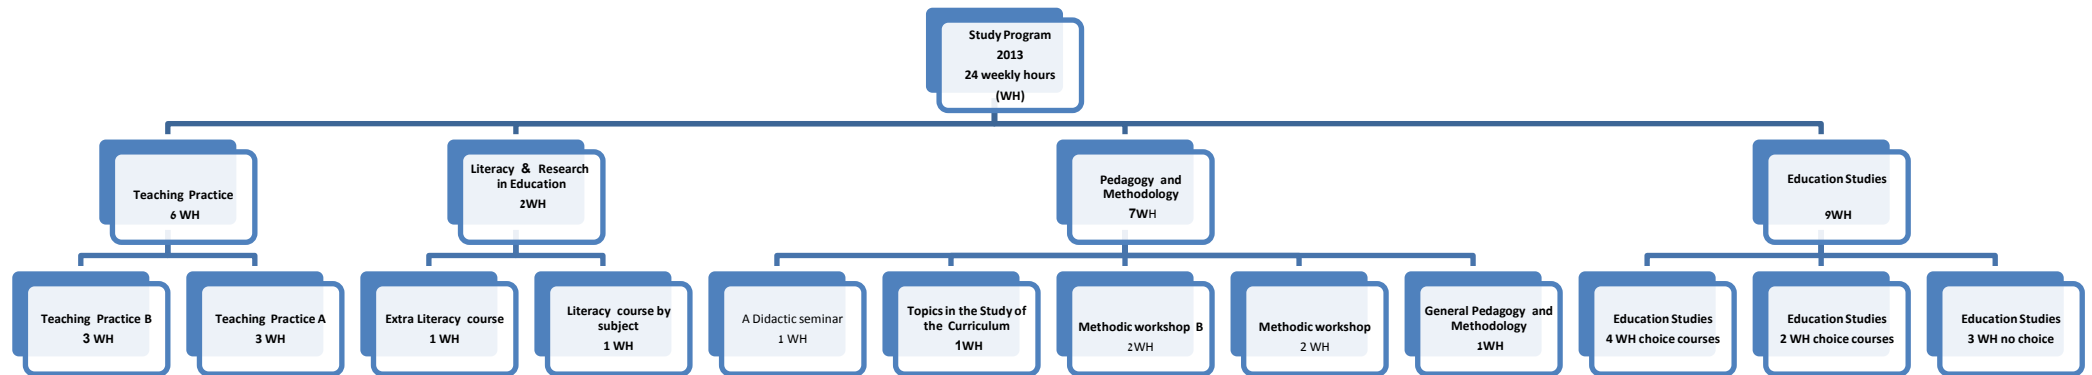 Study Program
2013
24 weekly hours
(WH)
Teaching Practice
6 WH
Literacy & Research
in Education
2WH
Pedagogy and
Methodology
7WH
Education Studies
9WH
Teaching Practice B
3 WH
Teaching Practice A
3 WH
Extra Literacy course
1 WH
Literacy course by
subject
1 WH
A Didactic seminar
1 WH
Topics in the Study of
the Curriculum
1WH
Methodic workshop B
2WH
Methodic workshop
2 WH
General Pedagogy and
Methodology
1WH
Education Studies
4 WH choice courses
Education Studies
2 WH choice courses
Education Studies
3 WH no choice